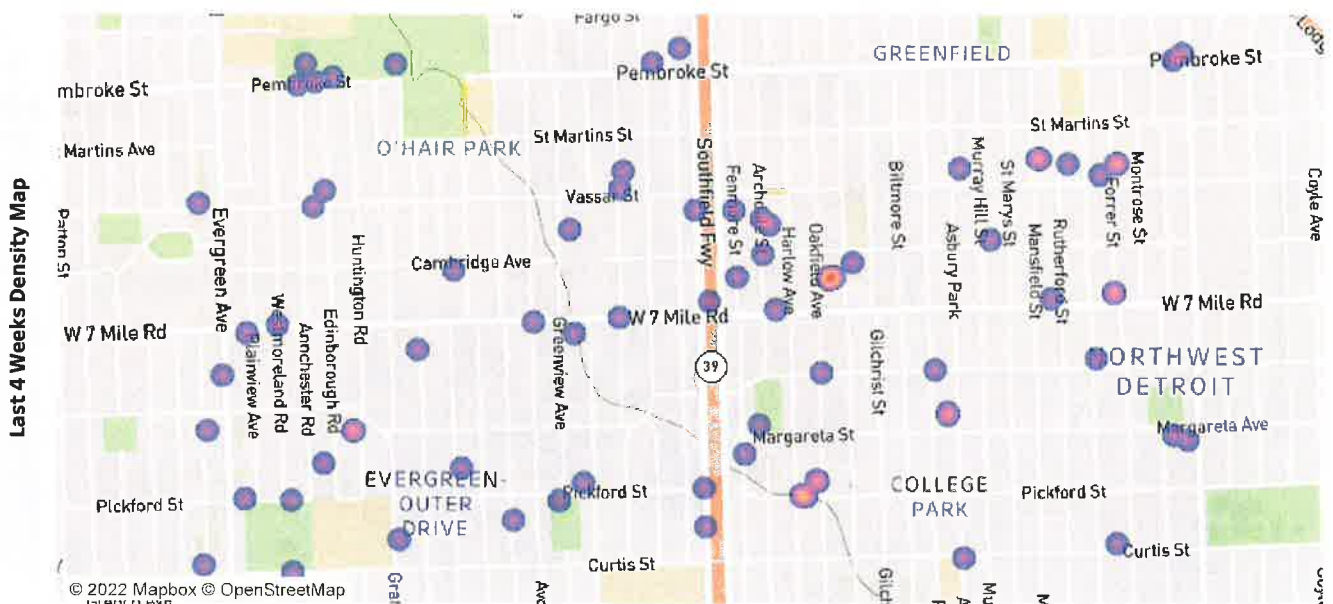 Last 4 Weeks Density Map
Fargo St
GREENFIELD
Pembroke St
Pembroke St
Pembroke St
mbroke St
St Martins St
St Martins St
O'HAIR PARK
Martins Ave
Vassar St
Southfield Fwy
Fenmore St
Harlow Ave
Oakfield Ave
Biltmore St
Asbury Park
Murray Hill St
St Marys St
Mansfield St
Rutherford St
Forrer St
Montrose St
Coyle Ave
Patton St
Evergreen Ave
Huntington Rd
Cambridge Ave
W 7 Mile Rd
W 7 Mile Rd
W 7 Mile Rd
Plainview Ave
Westmoreland Rd
Annchester Rd
Edinborough Rd
Greenview Ave
39
Gilchrist St
NORTHWEST
DETROIT
Margareta St
Margareta Ave
EVERGREEN-
OUTER
DRIVE
Pickford St
Pickford St
Pickford St
COLLEGE
PARK
Curtis St
Curtis St
© 2022 Mapbox © OpenStreetMap